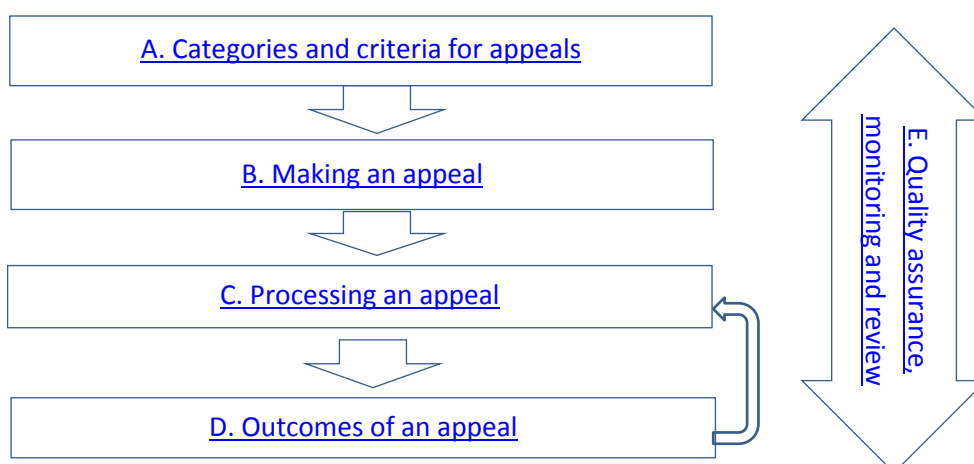 A. Categories and criteria for appeals
B. Making an appeal
C. Processing an appeal
D. Outcomes of an appeal
E. Quality assurance,
monitoring and review